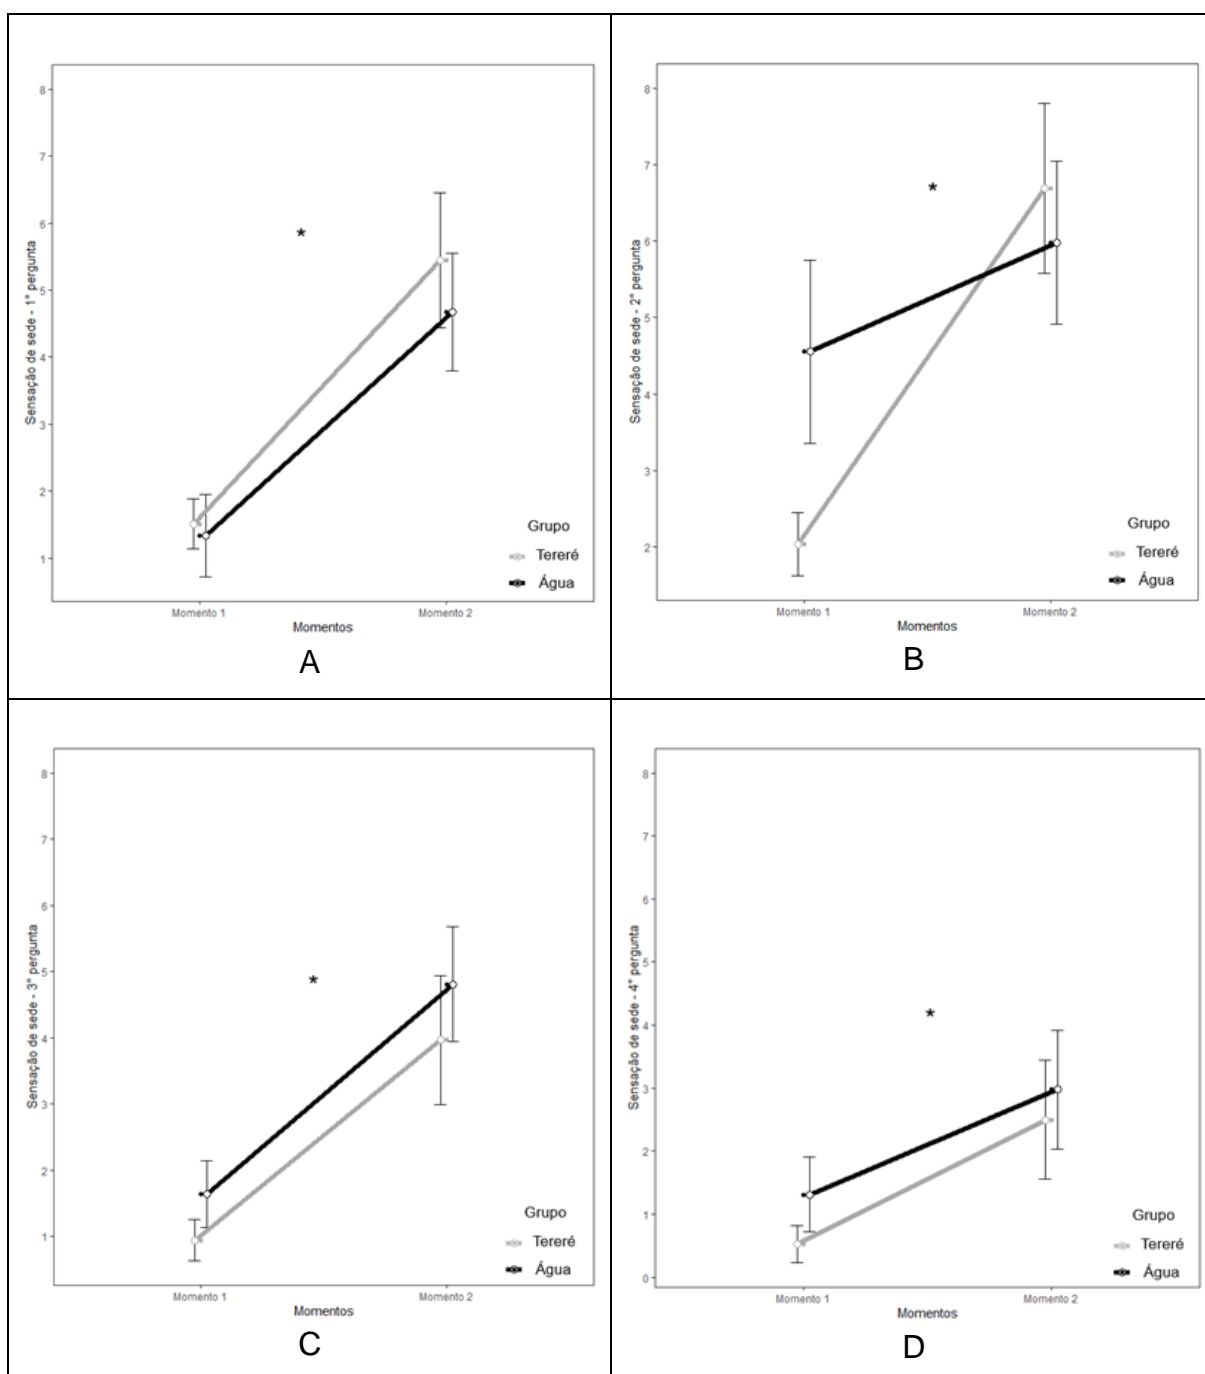 8
7
6
5
4
3
2
1
Sensação de sede - 1° pergunta
*
Grupo
Tereré
Água
Momento 1
Momento 2
Momentos
A
8
7
6
5
4
3
2
Sensação de sede - 2° pergunta
*
Grupo
Tereré
Água
Momento 1
Momento 2
Momentos
B
8
7
6
5
4
3
2
1
Sensação de sede - 3° pergunta
*
Grupo
Tereré
Água
Momento 1
Momento 2
Momentos
C
8
7
6
5
4
3
2
1
0
Sensação de sede - 4° pergunta
*
Grupo
Tereré
Água
Momento 1
Momento 2
Momentos
D